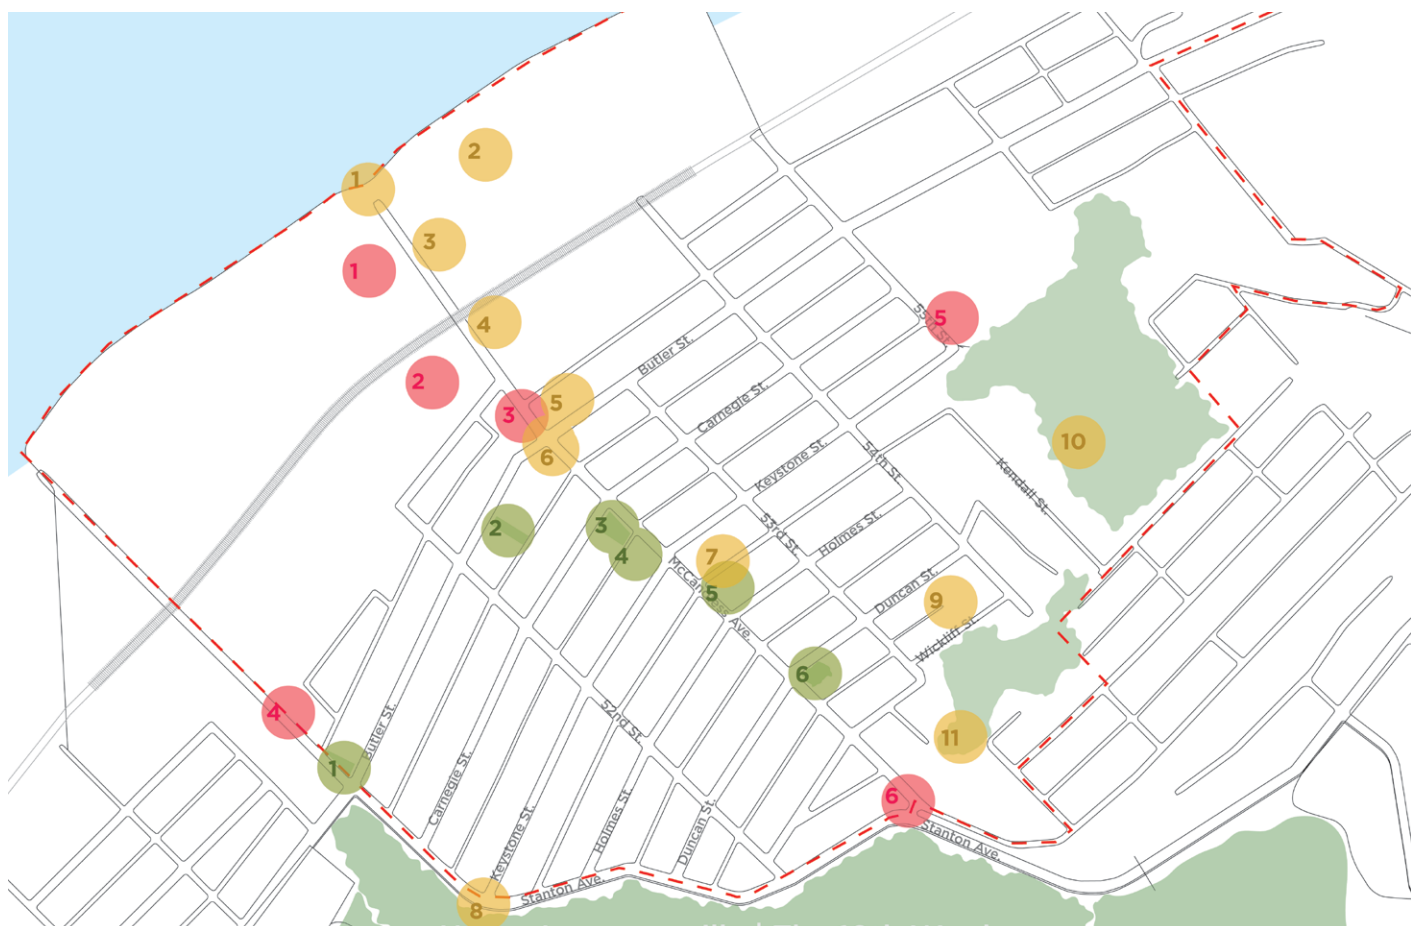 2
1
3
1
4
5
55th St.
Butler St.
2
5
3
Carnegie St.
6
10
Keystone St.
54th St.
Kendall St.
2
3
4
53rd St.
Holmes St.
7
McCandless Ave.
5
Duncan St.
9
Wickliff St.
6
4
Butler St.
52nd St.
11
1
Carnegie St.
Keystone St.
Holmes St.
Duncan St.
6
Stanton Ave.
Stanton Ave.
8